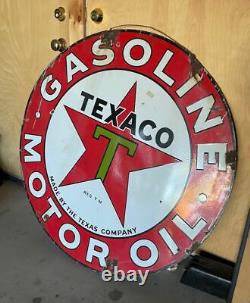 · GASOLINE ·
TEXACO
T
REG. T. M.
MADE BY THE TEXAS COMPANY
MOTOR OIL